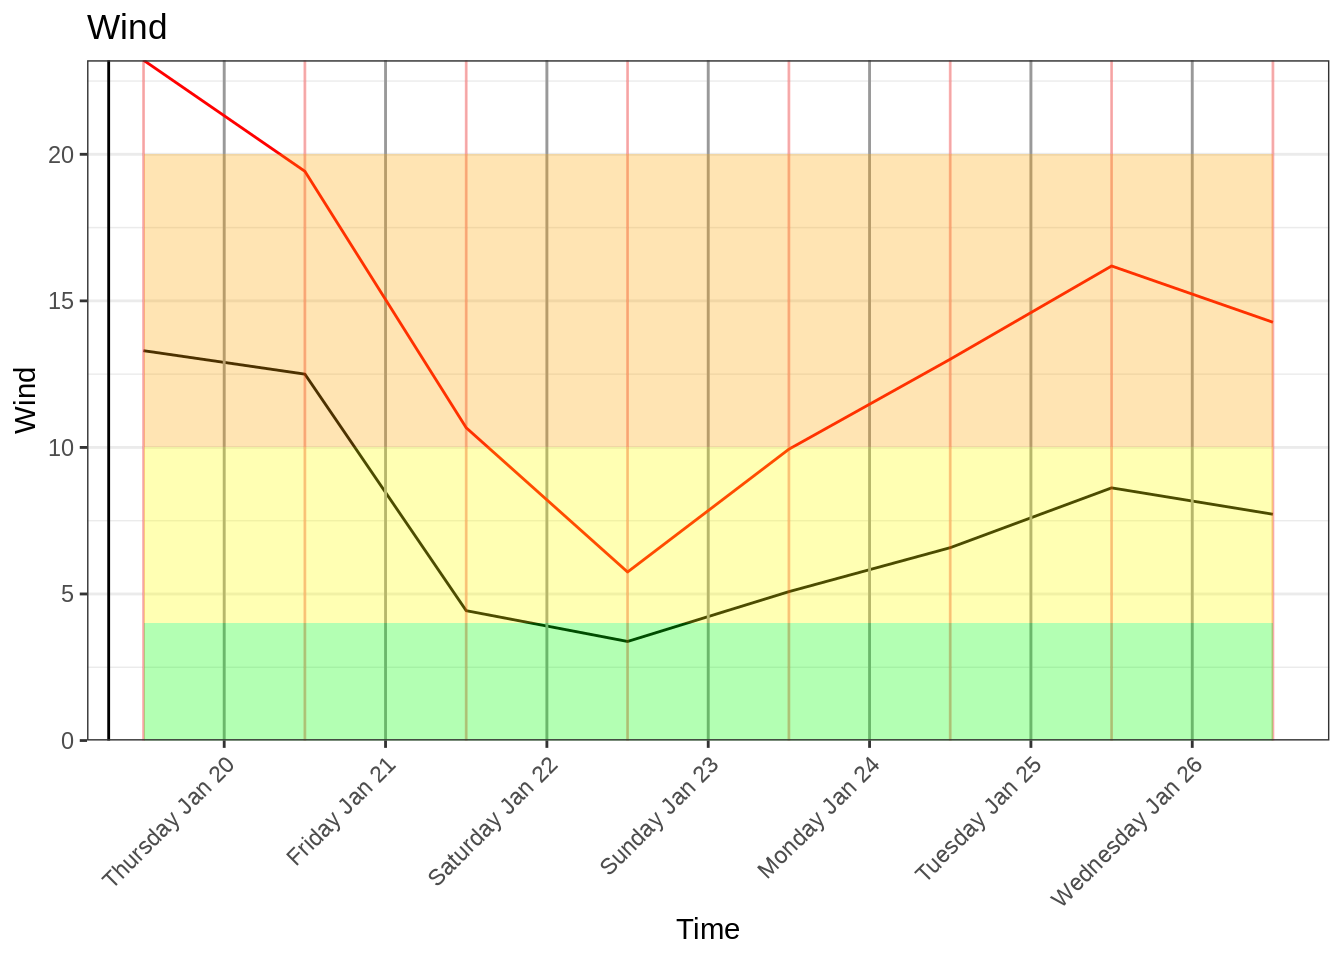 Wind
20
15
10
5
0
Wind
Thursday Jan 20
Friday Jan 21
Saturday Jan 22
Sunday Jan 23
Monday Jan 24
Tuesday Jan 25
Wednesday Jan 26
Time